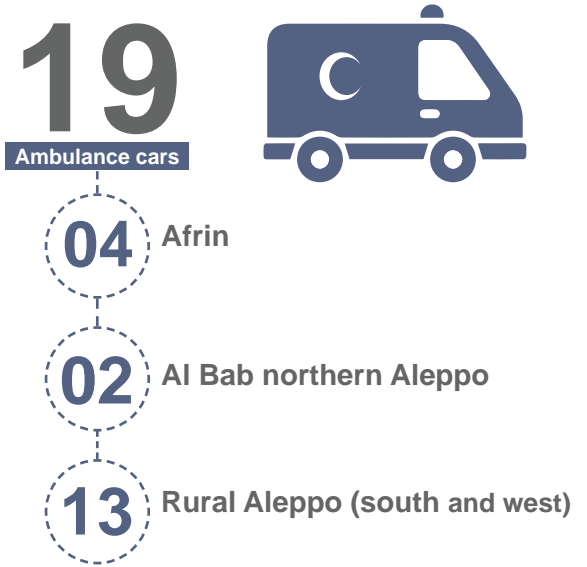 19
Ambulance cars
04
Afrin
02
Al Bab northern Aleppo
13
Rural Aleppo (south and west)